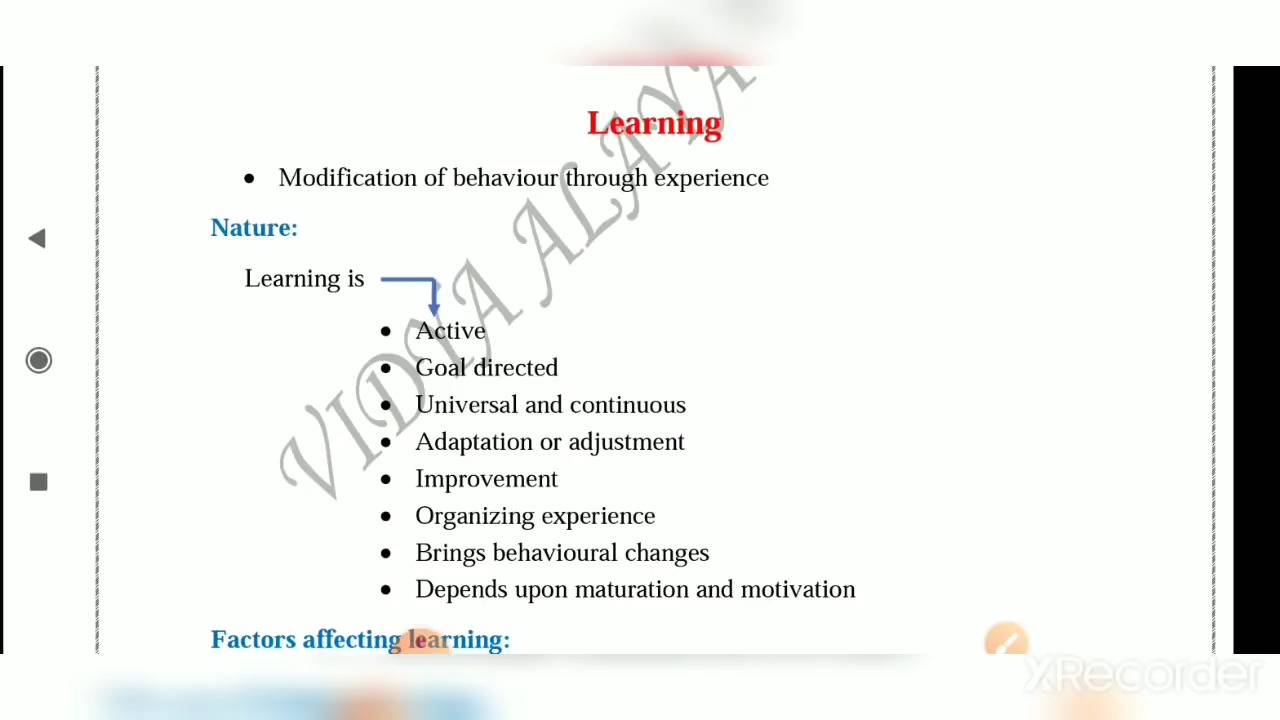 Learning
• Modification of behaviour through experience
Nature:
Learning is
• Active
• Goal directed
• Universal and continuous
• Adaptation or adjustment
• Improvement
• Organizing experience
• Brings behavioural changes
• Depends upon maturation and motivation
Factors affecting learning:
VIDYA ALAYA
XRecorder